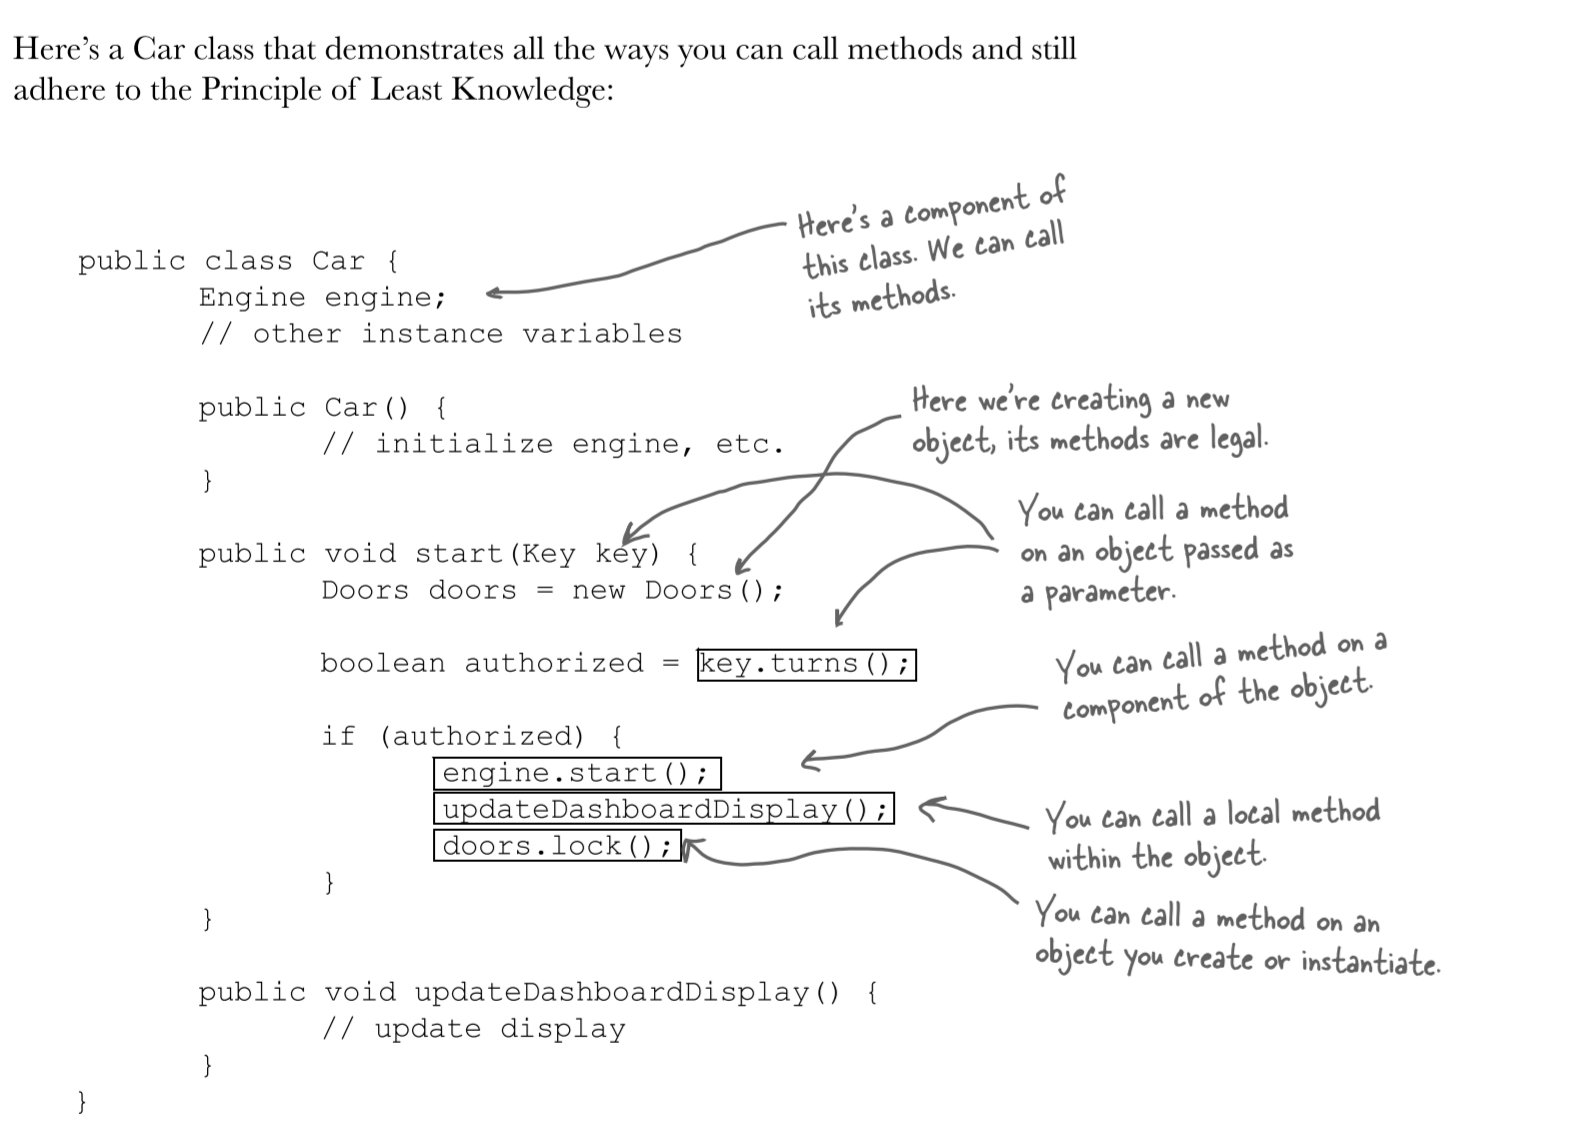 Here's a Car class that demonstrates all the ways you can call methods and still
adhere to the Principle of Least Knowledge:
Here's a component of
this class. We can call
its methods.
public class Car {
Engine engine;
// other instance variables
public Car() {
// initialize engine, etc.
}
Here we're creating a new
object, its methods are legal.
You can call a method
on an object passed as
a parameter.
public void start(Key key) {
Doors doors = new Doors();
boolean authorized = key.turns();
You can call a method on a
component of the object.
if (authorized) {
engine.start();
updateDashboardDisplay();
doors.lock();
}
}
You can call a local method
within the object.
You can call a method on an
object you create or instantiate.
public void updateDashboardDisplay() {
// update display
}
}